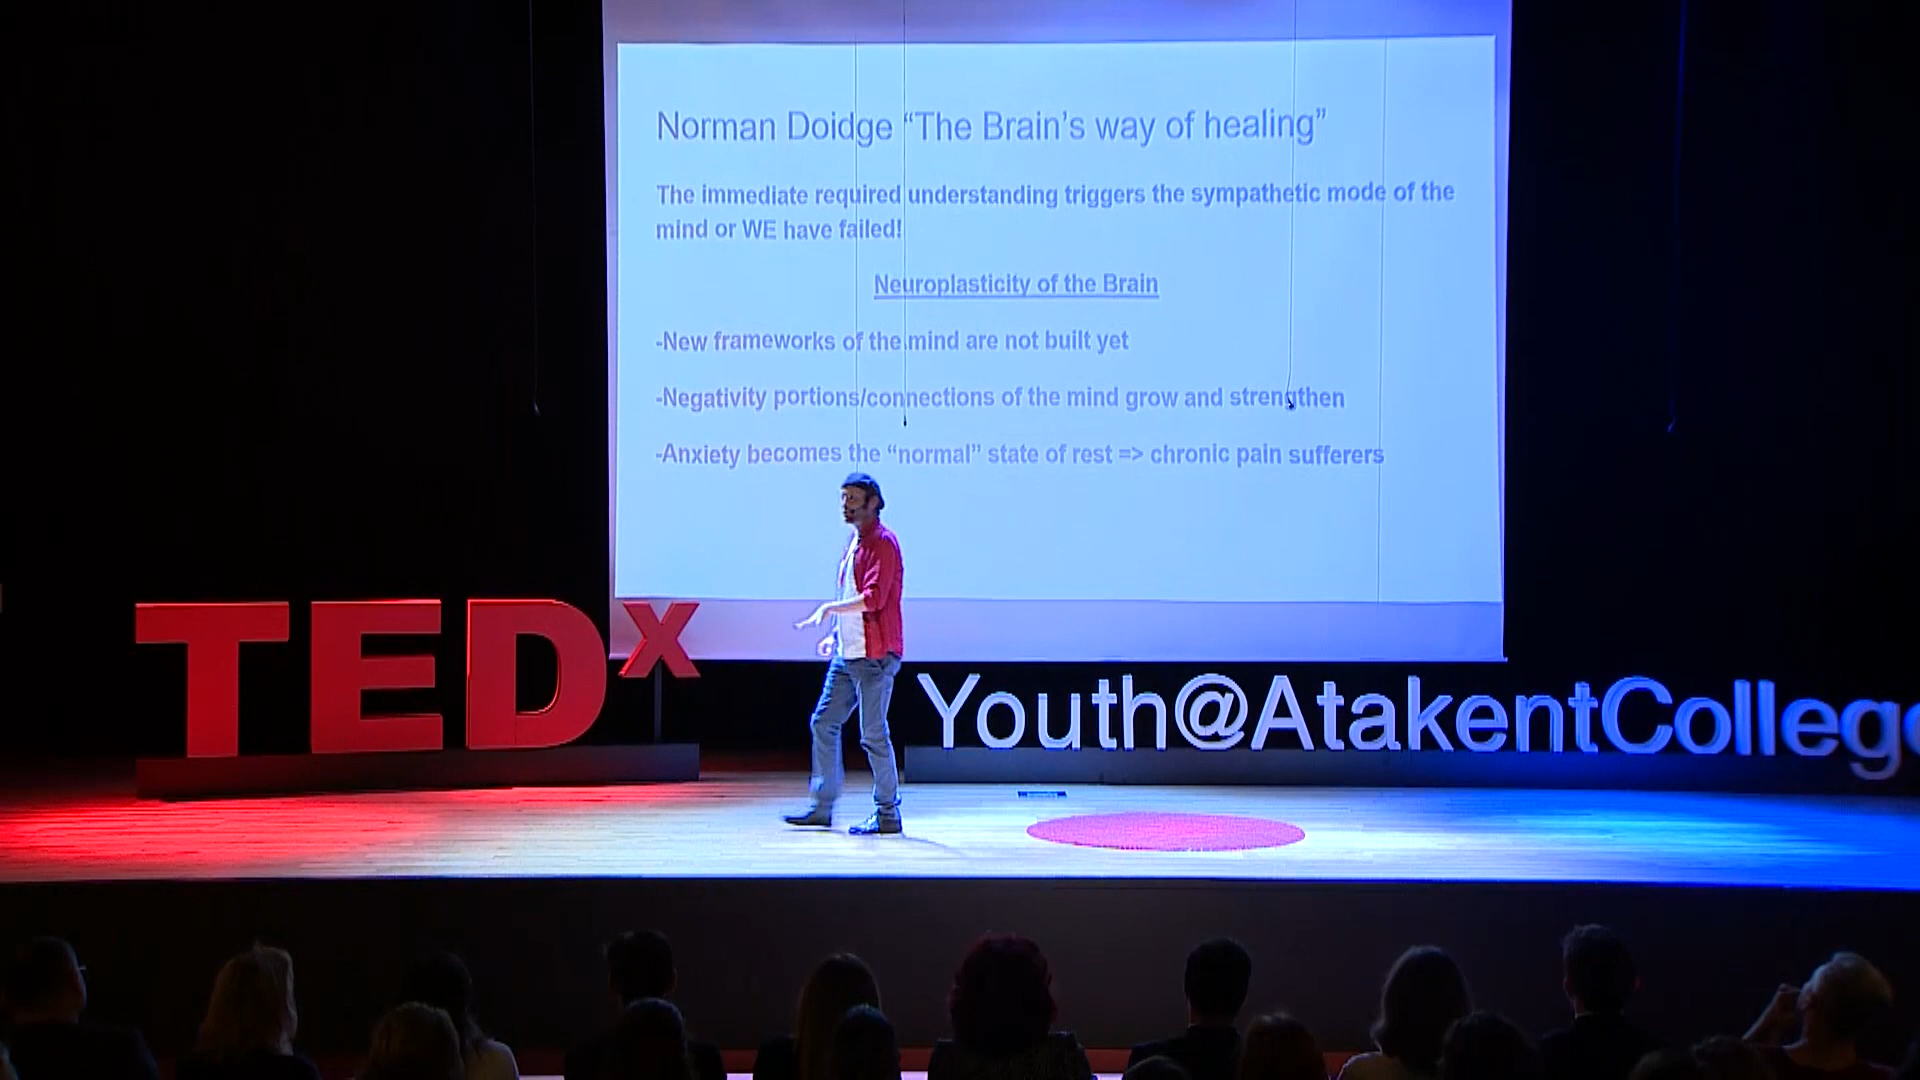 Norman Doidge “The Brain’s way of healing”
The immediate required understanding triggers the sympathetic mode of the
mind or WE have failed!
Neuroplasticity of the Brain
-New frameworks of the mind are not built yet
-Negativity portions/connections of the mind grow and strengthen
-Anxiety becomes the “normal” state of rest => chronic pain sufferers
TEDx
Youth@AtakentCollege